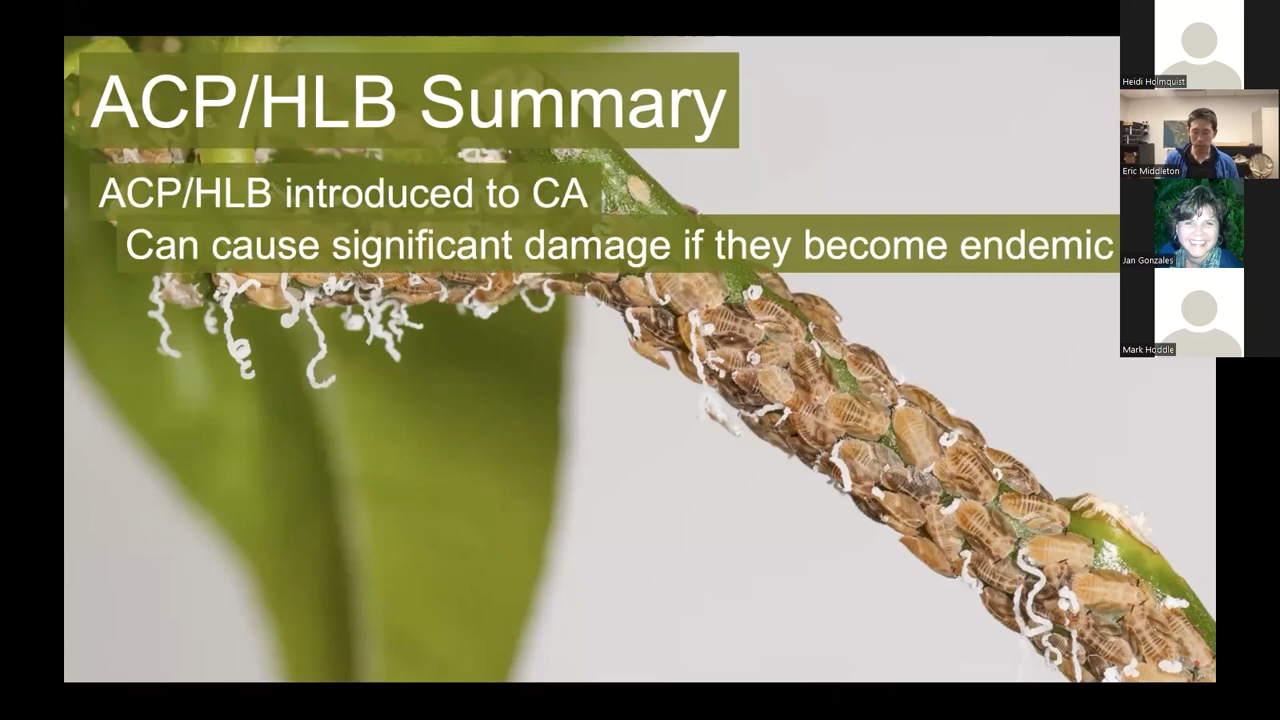 ACP/HLB Summary
ACP/HLB introduced to CA
Can cause significant damage if they become endemic
Heidi Holmquist
Eric Middleton
Jan Gonzales
Mark Hoddle